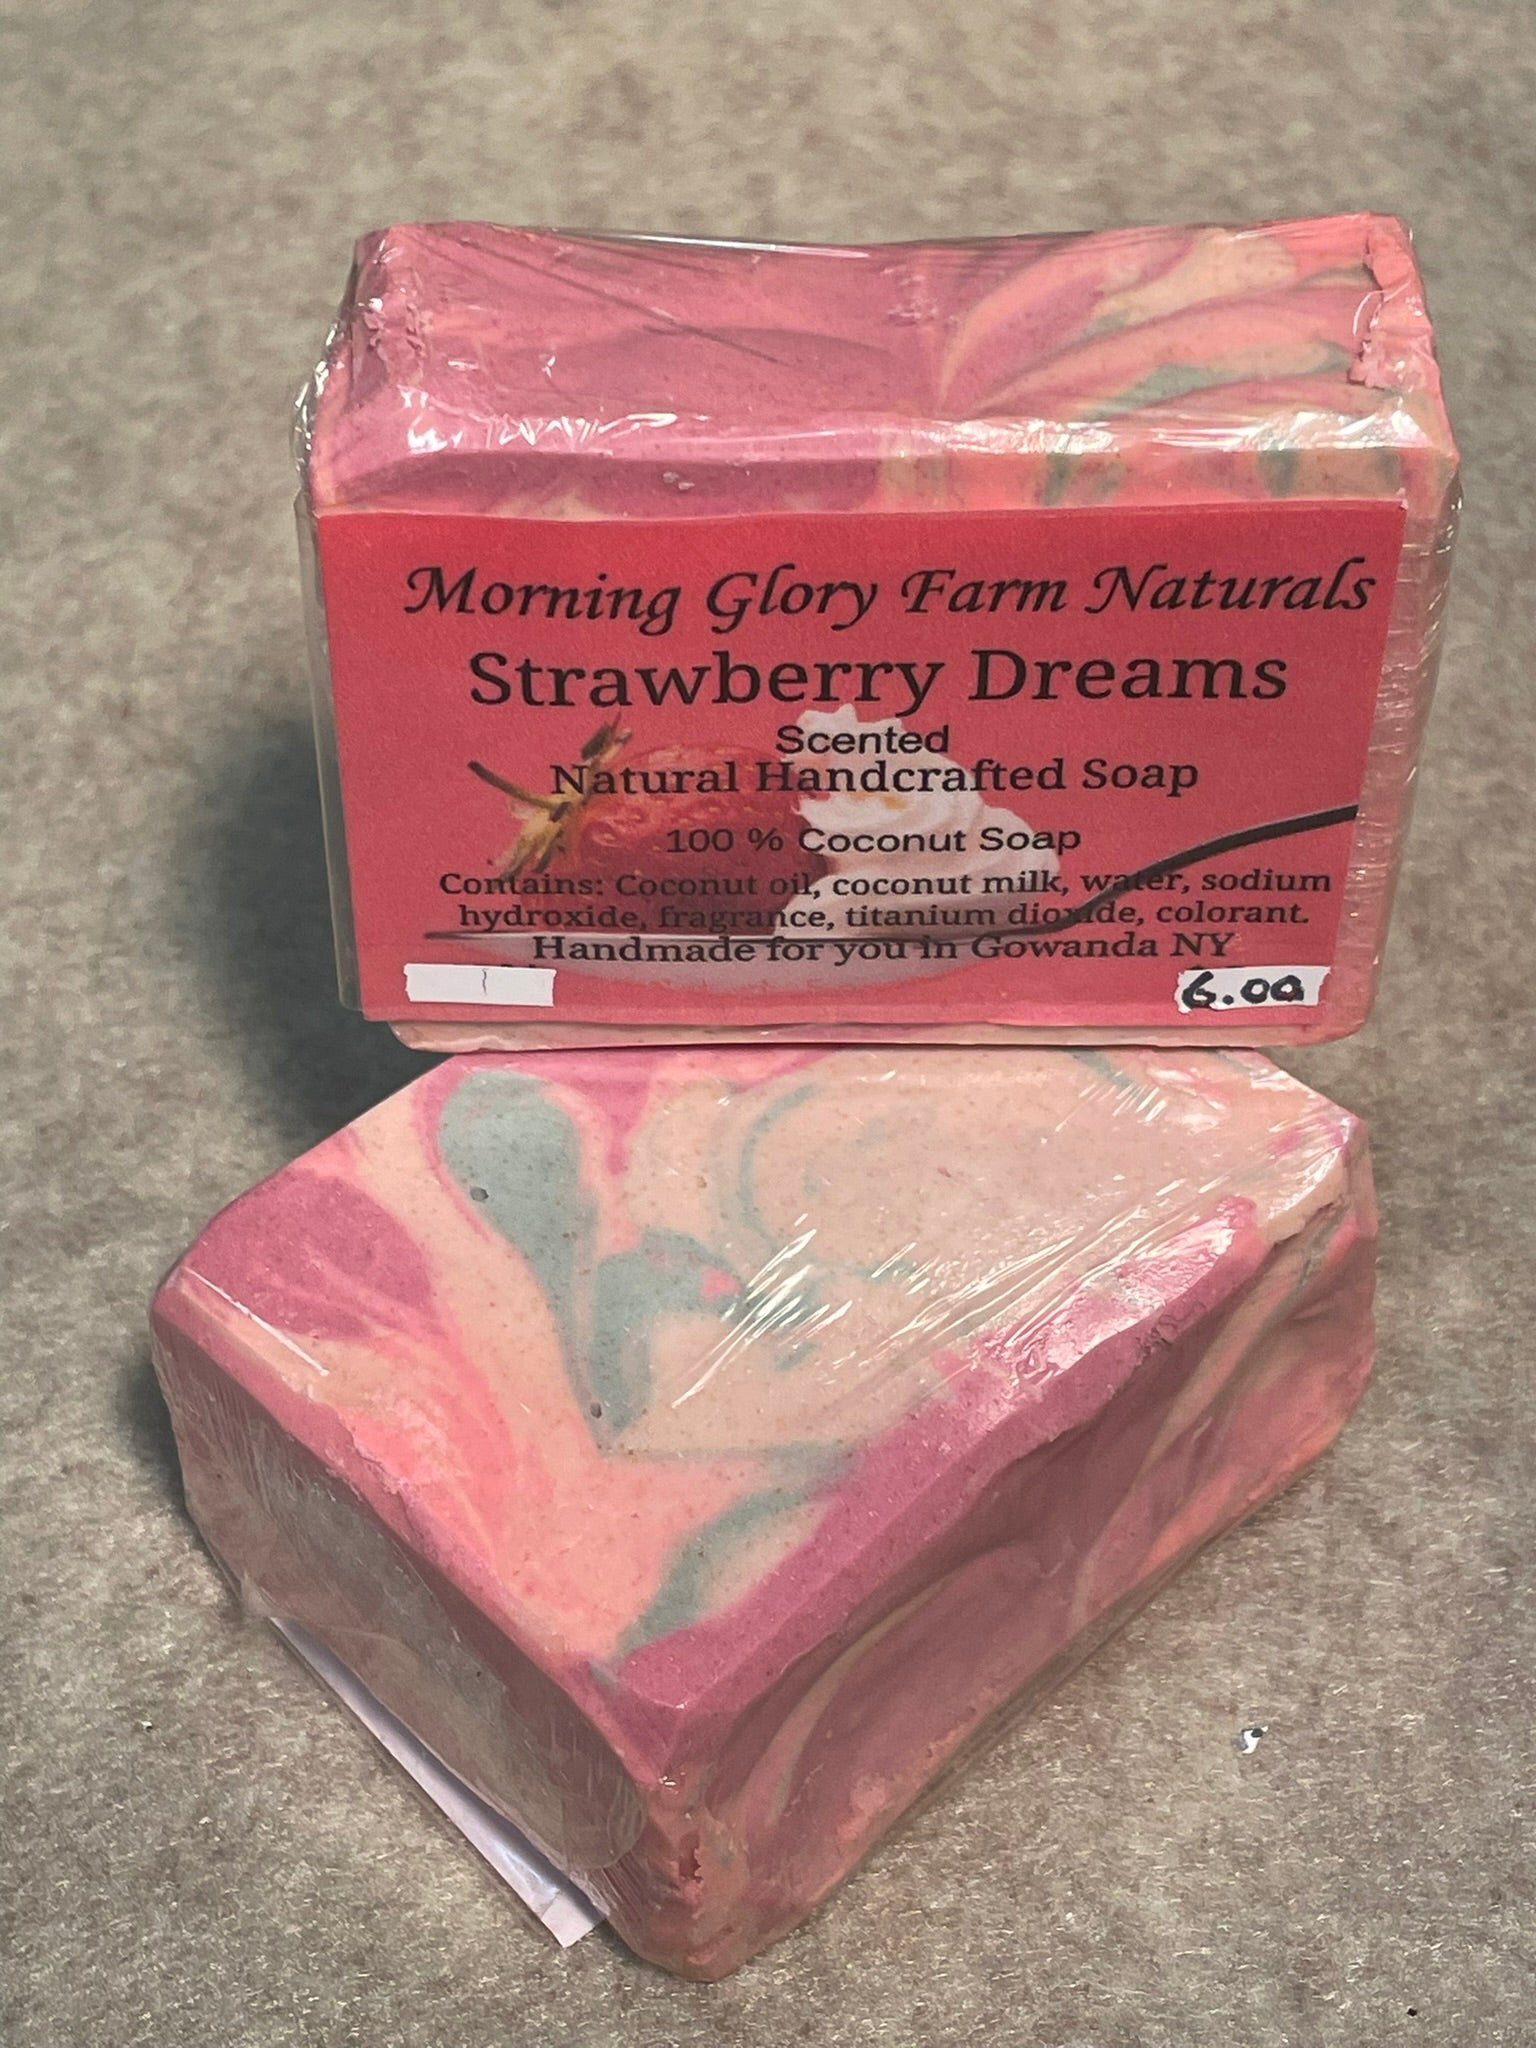 Morning Glory Farm Naturals
Strawberry Dreams
Scented
Natural Handcrafted Soap
100 % Coconut Soap
Contains: Coconut oil, coconut milk, water, sodium
hydroxide, fragrance, titanium dioxide, colorant.
Handmade for you in Gowanda NY
6.00